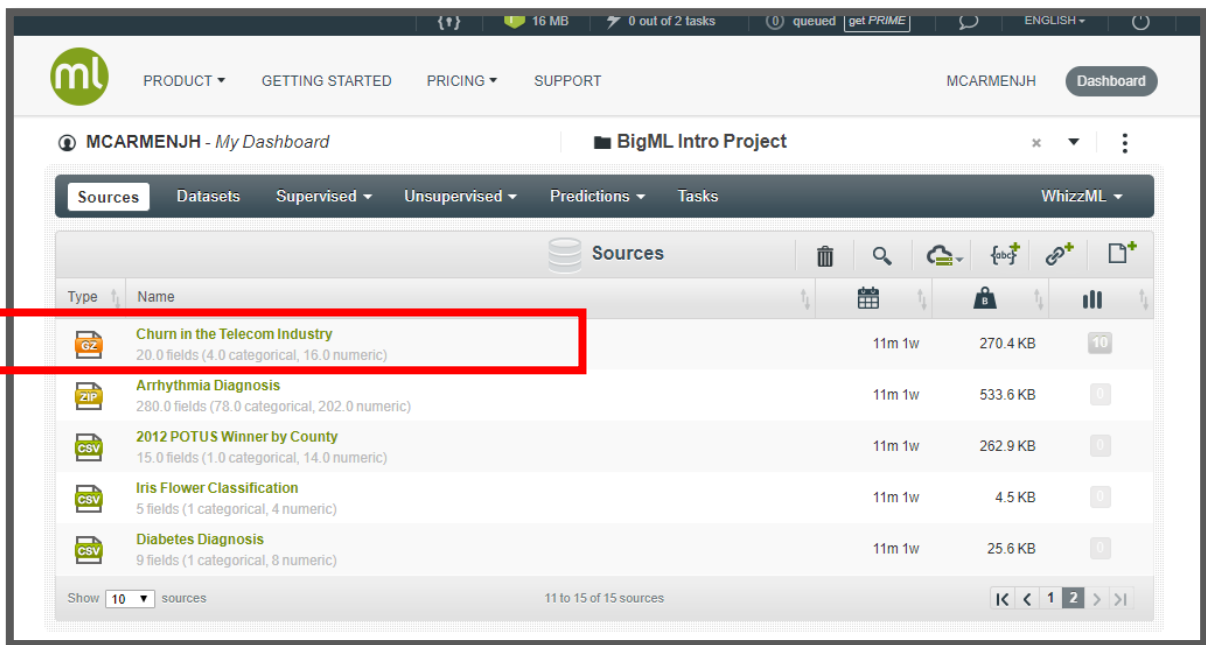 16 MB 0 out of 2 tasks (0) queued get PRIME ENGLISH
ml PRODUCT GETTING STARTED PRICING SUPPORT MCARMENJH Dashboard
MCARMENJH - My Dashboard BigML Intro Project
Sources Datasets Supervised Unsupervised Predictions Tasks WhizzML
Sources {abc}
Type Name B
GZ Churn in the Telecom Industry 11m 1w 270.4 KB 10
20.0 fields (4.0 categorical, 16.0 numeric)
ZIP Arrhythmia Diagnosis 11m 1w 533.6 KB 0
280.0 fields (78.0 categorical, 202.0 numeric)
CSV 2012 POTUS Winner by County 11m 1w 262.9 KB 0
15.0 fields (1.0 categorical, 14.0 numeric)
CSV Iris Flower Classification 11m 1w 4.5 KB 0
5 fields (1 categorical, 4 numeric)
CSV Diabetes Diagnosis 11m 1w 25.6 KB 0
9 fields (1 categorical, 8 numeric)
Show 10 sources 11 to 15 of 15 sources 1 2